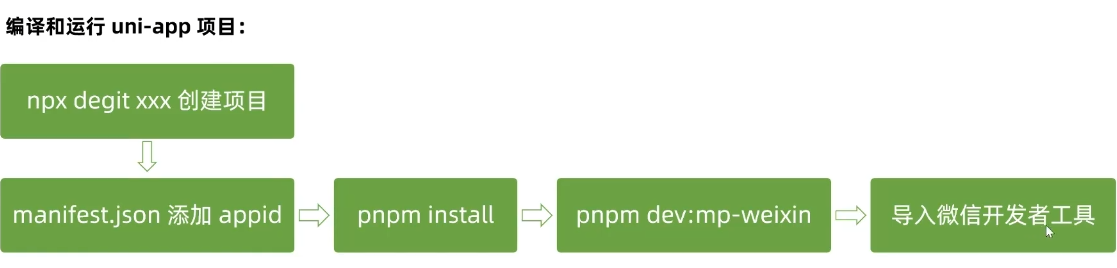 编译和运行 uni-app 项目：
npx degit xxx 创建项目
manifest.json 添加 appid
pnpm install
pnpm dev:mp-weixin
导入微信开发者工具